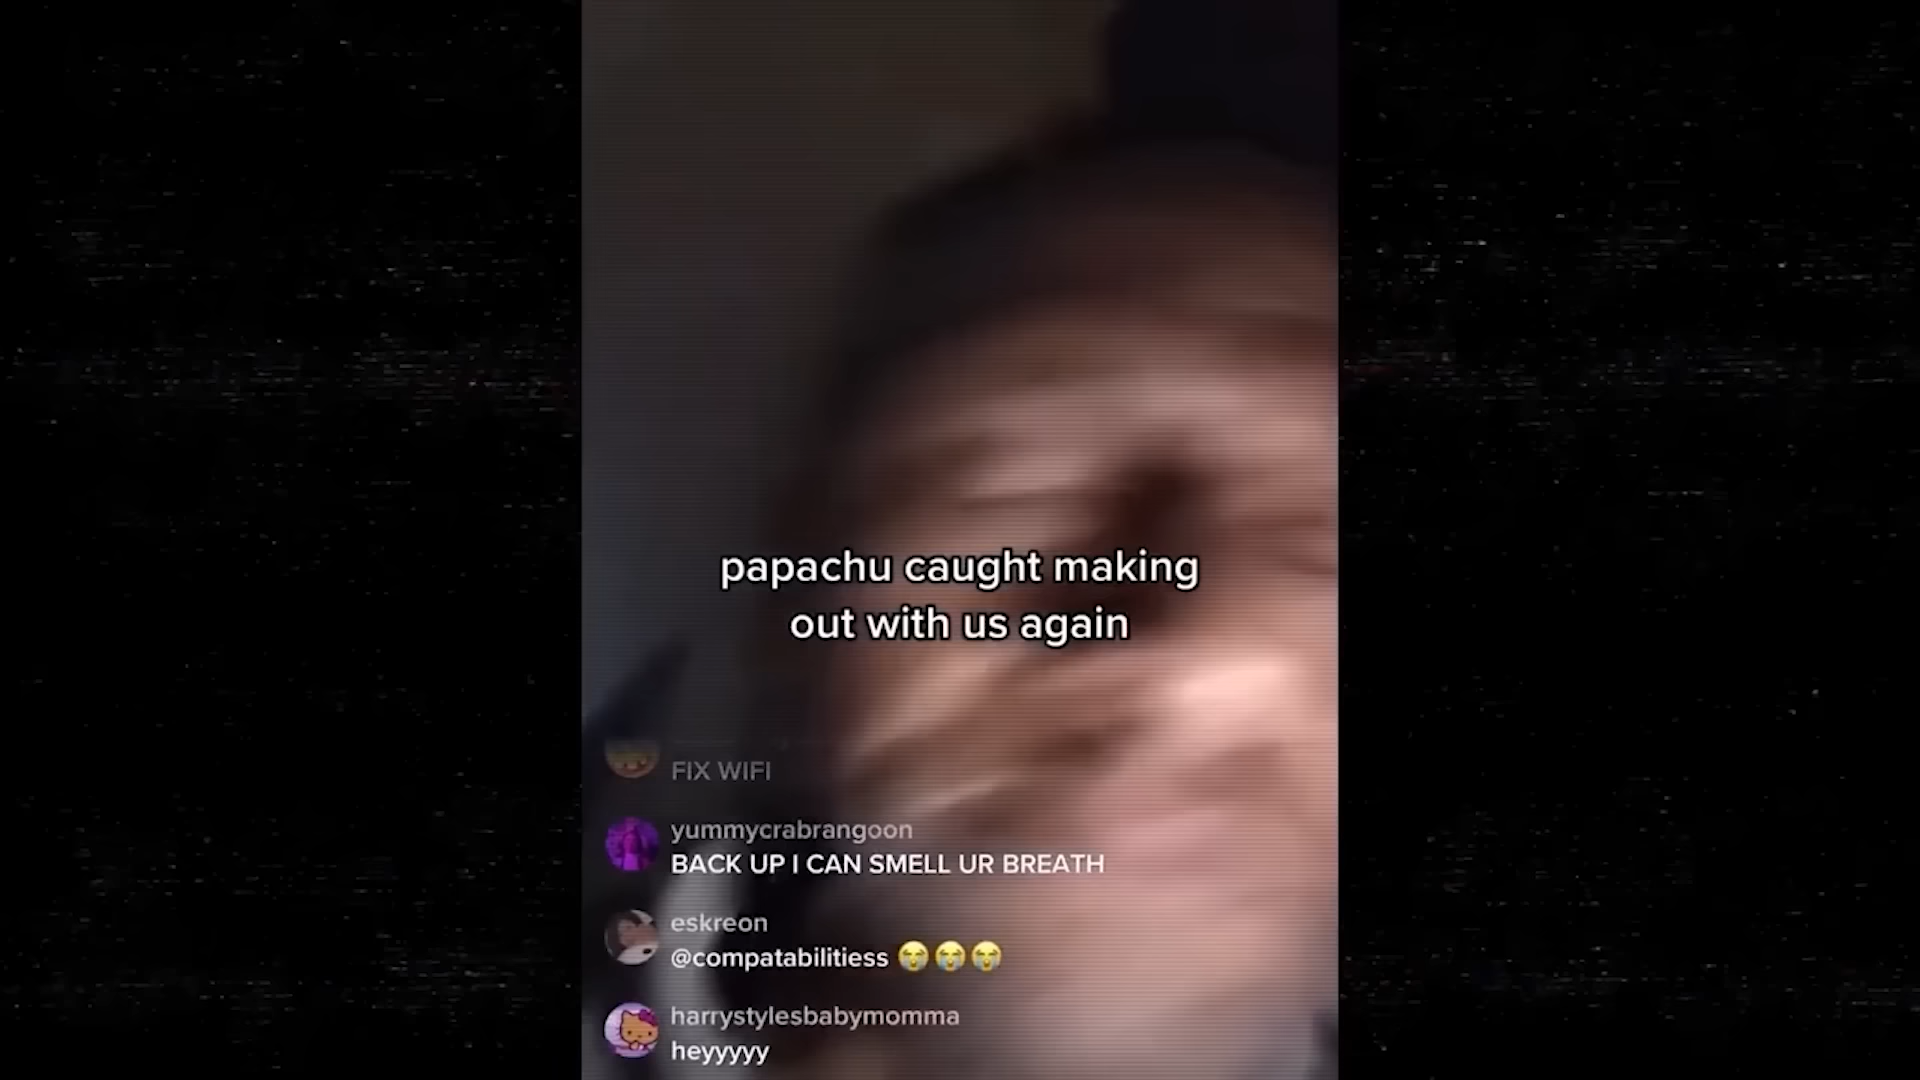 papachu caught making
out with us again
FIX WIFI
yummycrabrangoon
BACK UP I CAN SMELL UR BREATH
eskreon
@compatabilitiess 😭😭😭
harrystylesbabymomma
heyyyyy